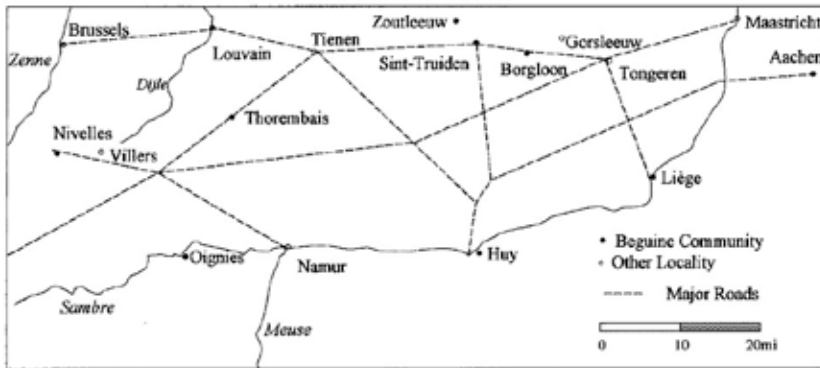 Zoutleeuw
Maastricht
Brussels
Tienen
Gorsleeuw
Louvain
Aachen
Zenne
Sint-Truiden
Borgloon
Tongeren
Dijle
Thorembais
Nivelles
Villers
Liège
Beguine Community
Oignies
Namur
Huy
Other Locality
Major Roads
Sambre
Meuse
0 10 20mi